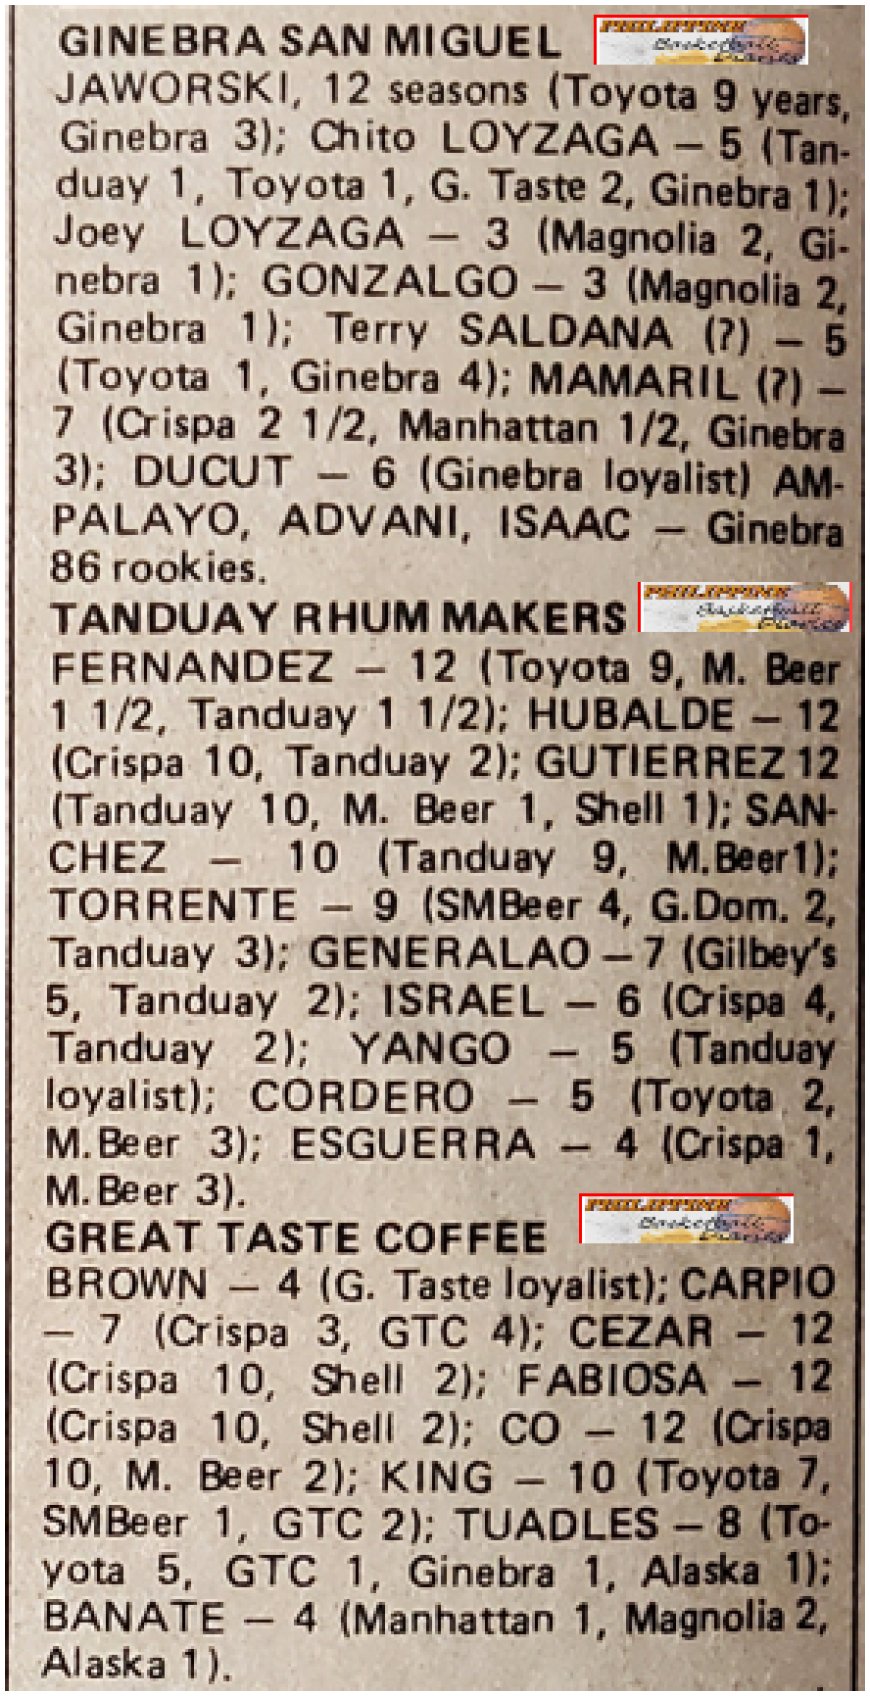 GINEBRA SAN MIGUEL
PHILIPPINE
Basketball
Diaries
JAWORSKI, 12 seasons (Toyota 9 years,
Ginebra 3); Chito LOYZAGA — 5 (Tan-
duay 1, Toyota 1, G. Taste 2, Ginebra 1);
Joey LOYZAGA — 3 (Magnolia 2, Gi-
nebra 1); GONZALGO — 3 (Magnolia 2,
Ginebra 1); Terry SALDANA (?) — 5
(Toyota 1, Ginebra 4); MAMARIL (?) —
7 (Crispa 2 1/2, Manhattan 1/2, Ginebra
3); DUCUT — 6 (Ginebra loyalist) AM-
PALAYO, ADVANI, ISAAC — Ginebra
86 rookies.
TANDUAY RHUM MAKERS
PHILIPPINE
Basketball
Diaries
FERNANDEZ — 12 (Toyota 9, M. Beer
1 1/2, Tanduay 1 1/2); HUBALDE — 12
(Crispa 10, Tanduay 2); GUTIERREZ 12
(Tanduay 10, M. Beer 1, Shell 1); SAN-
CHEZ — 10 (Tanduay 9, M.Beer1);
TORRENTE — 9 (SMBeer 4, G.Dom. 2,
Tanduay 3); GENERALAO — 7 (Gilbey's
5, Tanduay 2); ISRAEL — 6 (Crispa 4,
Tanduay 2); YANGO — 5 (Tanduay
loyalist); CORDERO — 5 (Toyota 2,
M.Beer 3); ESGUERRA — 4 (Crispa 1,
M.Beer 3).
GREAT TASTE COFFEE
PHILIPPINE
Basketball
Diaries
BROWN — 4 (G. Taste loyalist); CARPIO
— 7 (Crispa 3, GTC 4); CEZAR — 12
(Crispa 10, Shell 2); FABIOSA — 12
(Crispa 10, Shell 2); CO — 12 (Crispa
10, M. Beer 2); KING — 10 (Toyota 7,
SMBeer 1, GTC 2); TUADLES — 8 (To-
yota 5, GTC 1, Ginebra 1, Alaska 1);
BANATE — 4 (Manhattan 1, Magnolia 2,
Alaska 1).